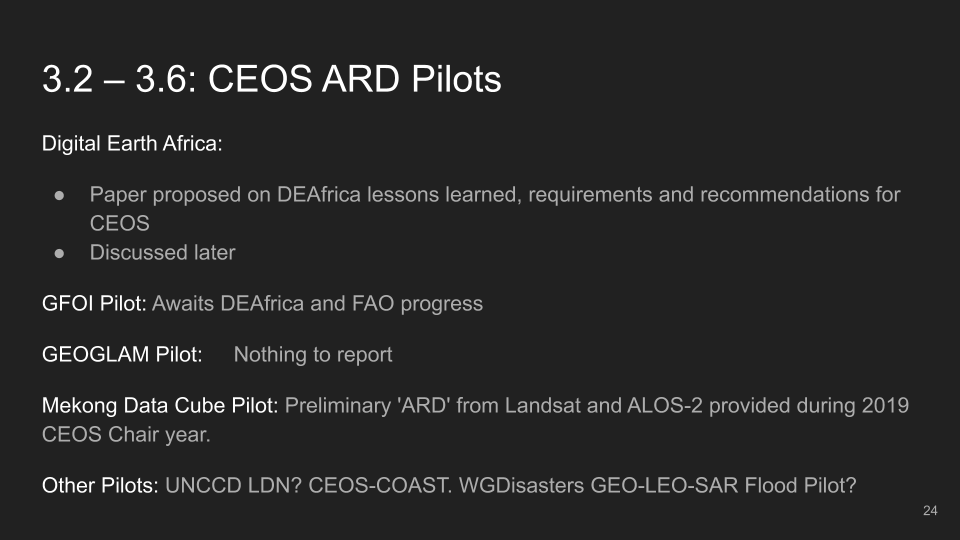 3.2 – 3.6: CEOS ARD Pilots
Digital Earth Africa:
● Paper proposed on DEAfrica lessons learned, requirements and recommendations for
CEOS
● Discussed later
GFOI Pilot: Awaits DEAfrica and FAO progress
GEOGLAM Pilot: Nothing to report
Mekong Data Cube Pilot: Preliminary 'ARD' from Landsat and ALOS-2 provided during 2019
CEOS Chair year.
Other Pilots: UNCCD LDN? CEOS-COAST. WGDisasters GEO-LEO-SAR Flood Pilot?
24